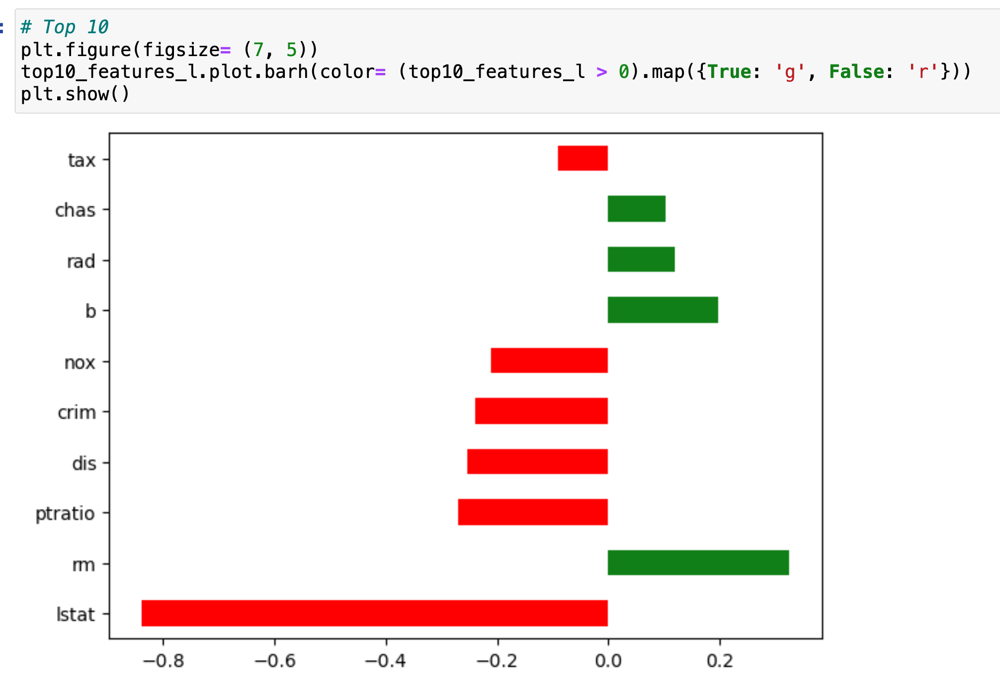 :
# Top 10
plt.figure(figsize= (7, 5))
top10_features_l.plot.barh(color= (top10_features_l > 0).map({True: 'g', False: 'r'}))
plt.show()
tax
chas
rad
b
nox
crim
dis
ptratio
rm
lstat
−0.8 −0.6 −0.4 −0.2 0.0 0.2